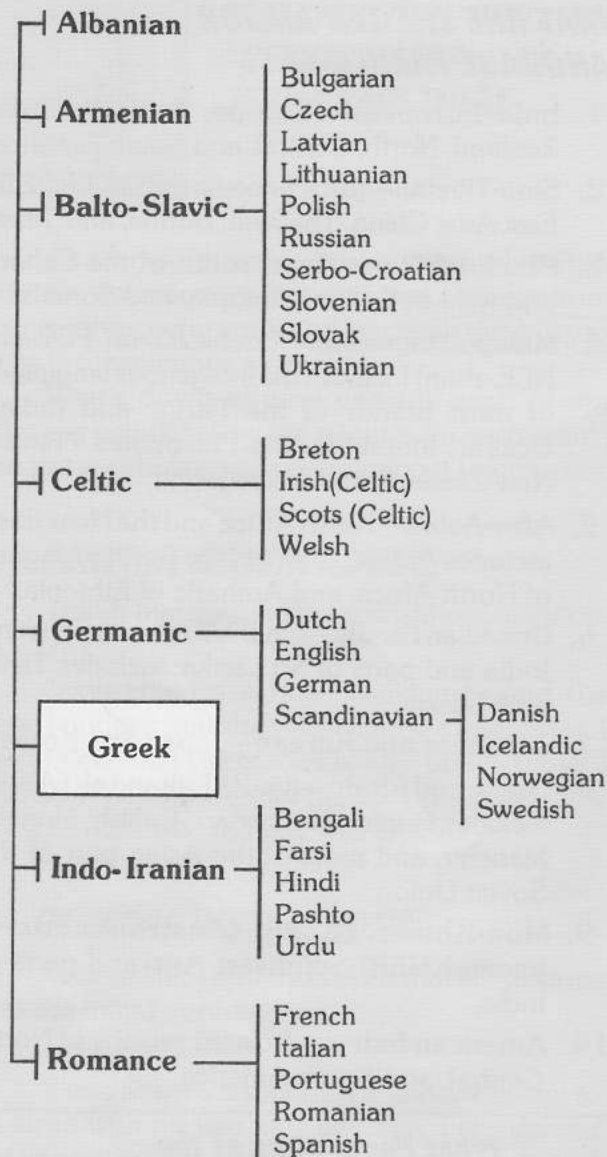 Albanian
Armenian
Balto-Slavic
Bulgarian
Czech
Latvian
Lithuanian
Polish
Russian
Serbo-Croatian
Slovenian
Slovak
Ukrainian
Celtic
Breton
Irish(Celtic)
Scots (Celtic)
Welsh
Germanic
Dutch
English
German
Scandinavian
Danish
Icelandic
Norwegian
Swedish
Greek
Indo-Iranian
Bengali
Farsi
Hindi
Pashto
Urdu
Romance
French
Italian
Portuguese
Romanian
Spanish